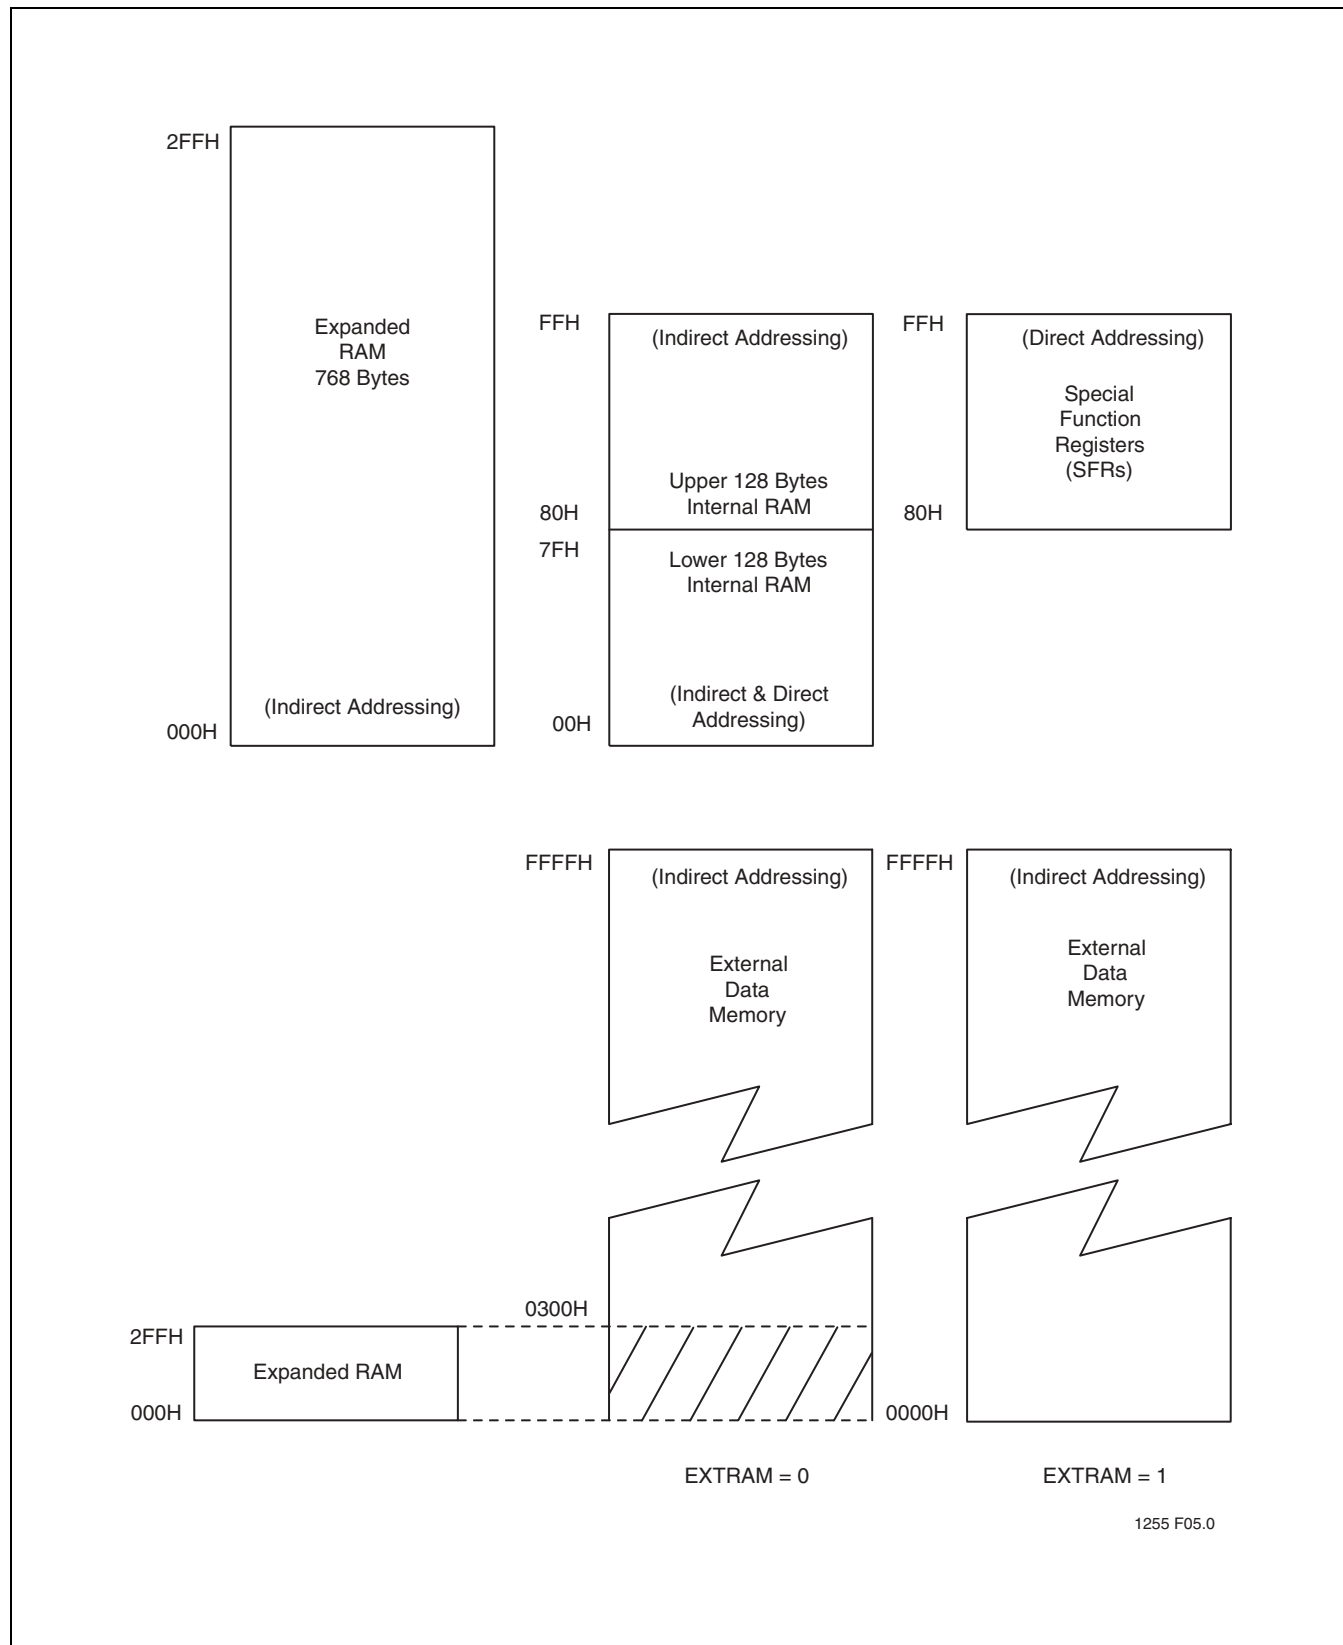 2FFH
Expanded
RAM
768 Bytes
(Indirect Addressing)
000H
FFH
(Indirect Addressing)
Upper 128 Bytes
Internal RAM
80H
7FH
Lower 128 Bytes
Internal RAM
(Indirect & Direct
Addressing)
00H
FFH
(Direct Addressing)
Special
Function
Registers
(SFRs)
80H
FFFFH
(Indirect Addressing)
External
Data
Memory
FFFFH
(Indirect Addressing)
External
Data
Memory
0300H
2FFH
Expanded RAM
000H
0000H
EXTRAM = 0
EXTRAM = 1
1255 F05.0